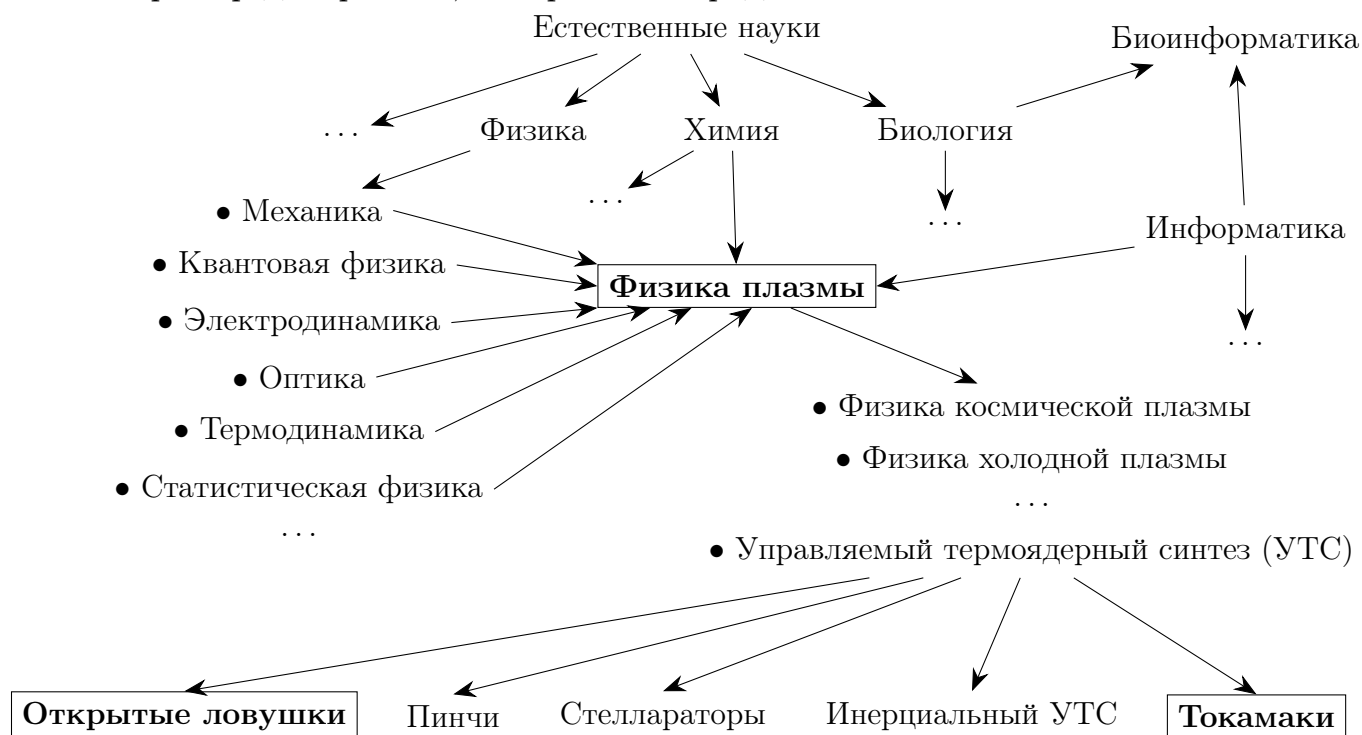 Естественные науки
Биоинформатика
... Физика Химия Биология
...
• Механика
...
Информатика
• Квантовая физика
Физика плазмы
• Электродинамика
...
• Оптика
• Физика космической плазмы
• Термодинамика
• Физика холодной плазмы
• Статистическая физика
...
...
• Управляемый термоядерный синтез (УТС)
Открытые ловушки Пинчи Стеллараторы Инерциальный УТС Токамаки